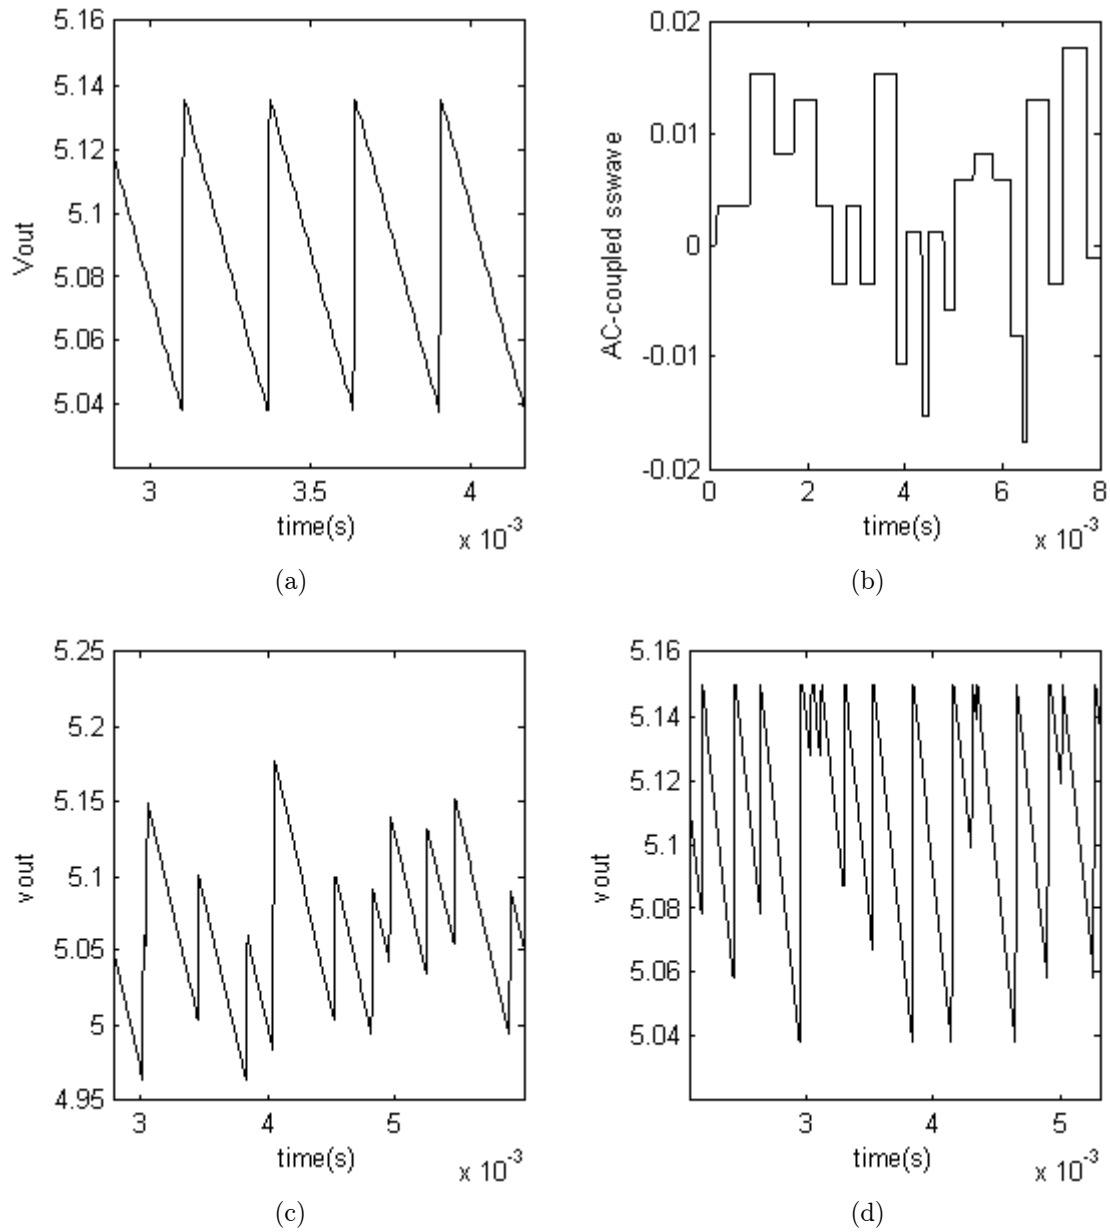 5.16
5.14
5.12
5.1
5.08
5.06
5.04
Vout
3
3.5
4
time(s)
x 10-3
(a)
0.02
0.01
0
-0.01
-0.02
AC-coupled sswave
0
2
4
6
8
time(s)
x 10-3
(b)
5.25
5.2
5.15
5.1
5.05
5
4.95
vout
3
4
5
time(s)
x 10-3
(c)
5.16
5.14
5.12
5.1
5.08
5.06
5.04
vout
3
4
5
time(s)
x 10-3
(d)